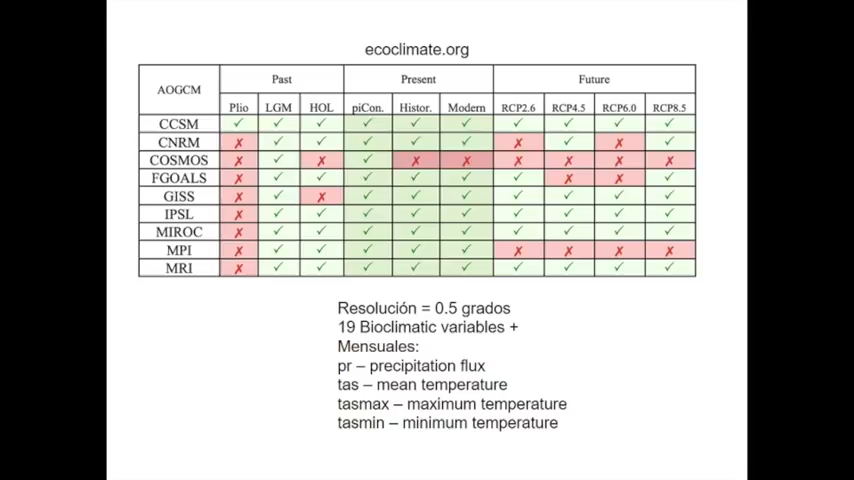 ecoclimate.org
AOGCM Past Present Future
Plio LGM HOL piCon. Histor. Modern RCP2.6 RCP4.5 RCP6.0 RCP8.5
CCSM ✓ ✓ ✓ ✓ ✓ ✓ ✓ ✓ ✓ ✓
CNRM ✗ ✓ ✓ ✓ ✓ ✓ ✗ ✓ ✗ ✓
COSMOS ✗ ✓ ✗ ✓ ✗ ✗ ✗ ✗ ✗ ✗
FGOALS ✗ ✓ ✓ ✓ ✓ ✓ ✓ ✗ ✗ ✓
GISS ✗ ✓ ✗ ✓ ✓ ✓ ✓ ✓ ✓ ✓
IPSL ✗ ✓ ✓ ✓ ✓ ✓ ✓ ✓ ✓ ✓
MIROC ✗ ✓ ✓ ✓ ✓ ✓ ✓ ✓ ✓ ✓
MPI ✗ ✓ ✓ ✓ ✓ ✓ ✗ ✗ ✗ ✗
MRI ✗ ✓ ✓ ✓ ✓ ✓ ✓ ✓ ✓ ✓
Resolución = 0.5 grados
19 Bioclimatic variables +
Mensuales:
pr – precipitation flux
tas – mean temperature
tasmax – maximum temperature
tasmin – minimum temperature